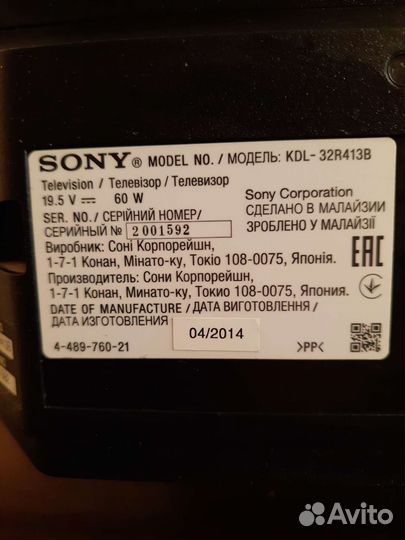 SONY® MODEL NO. / МОДЕЛЬ: KDL-32R413B
Television / Телевізор / Телевизор
19.5 V ⎓ 60 W
Sony Corporation
СДЕЛАНО В МАЛАЙЗИИ
ЗРОБЛЕНО У МАЛАЙЗІЇ
SER. NO./ СЕРІЙНИЙ НОМЕР/
СЕРИЙНЫЙ № 2001592
Виробник: Соні Корпорейшн,
1-7-1 Конан, Мінато-ку, Токіо 108-0075, Японія.
Производитель: Сони Корпорейшн,
1-7-1 Конан, Минато-ку, Токио 108-0075, Япония.
EAC
DATE OF MANUFACTURE / ДАТА ВИГОТОВЛЕННЯ /
ДАТА ИЗГОТОВЛЕНИЯ
04/2014
4-489-760-21
>PP<
Avito